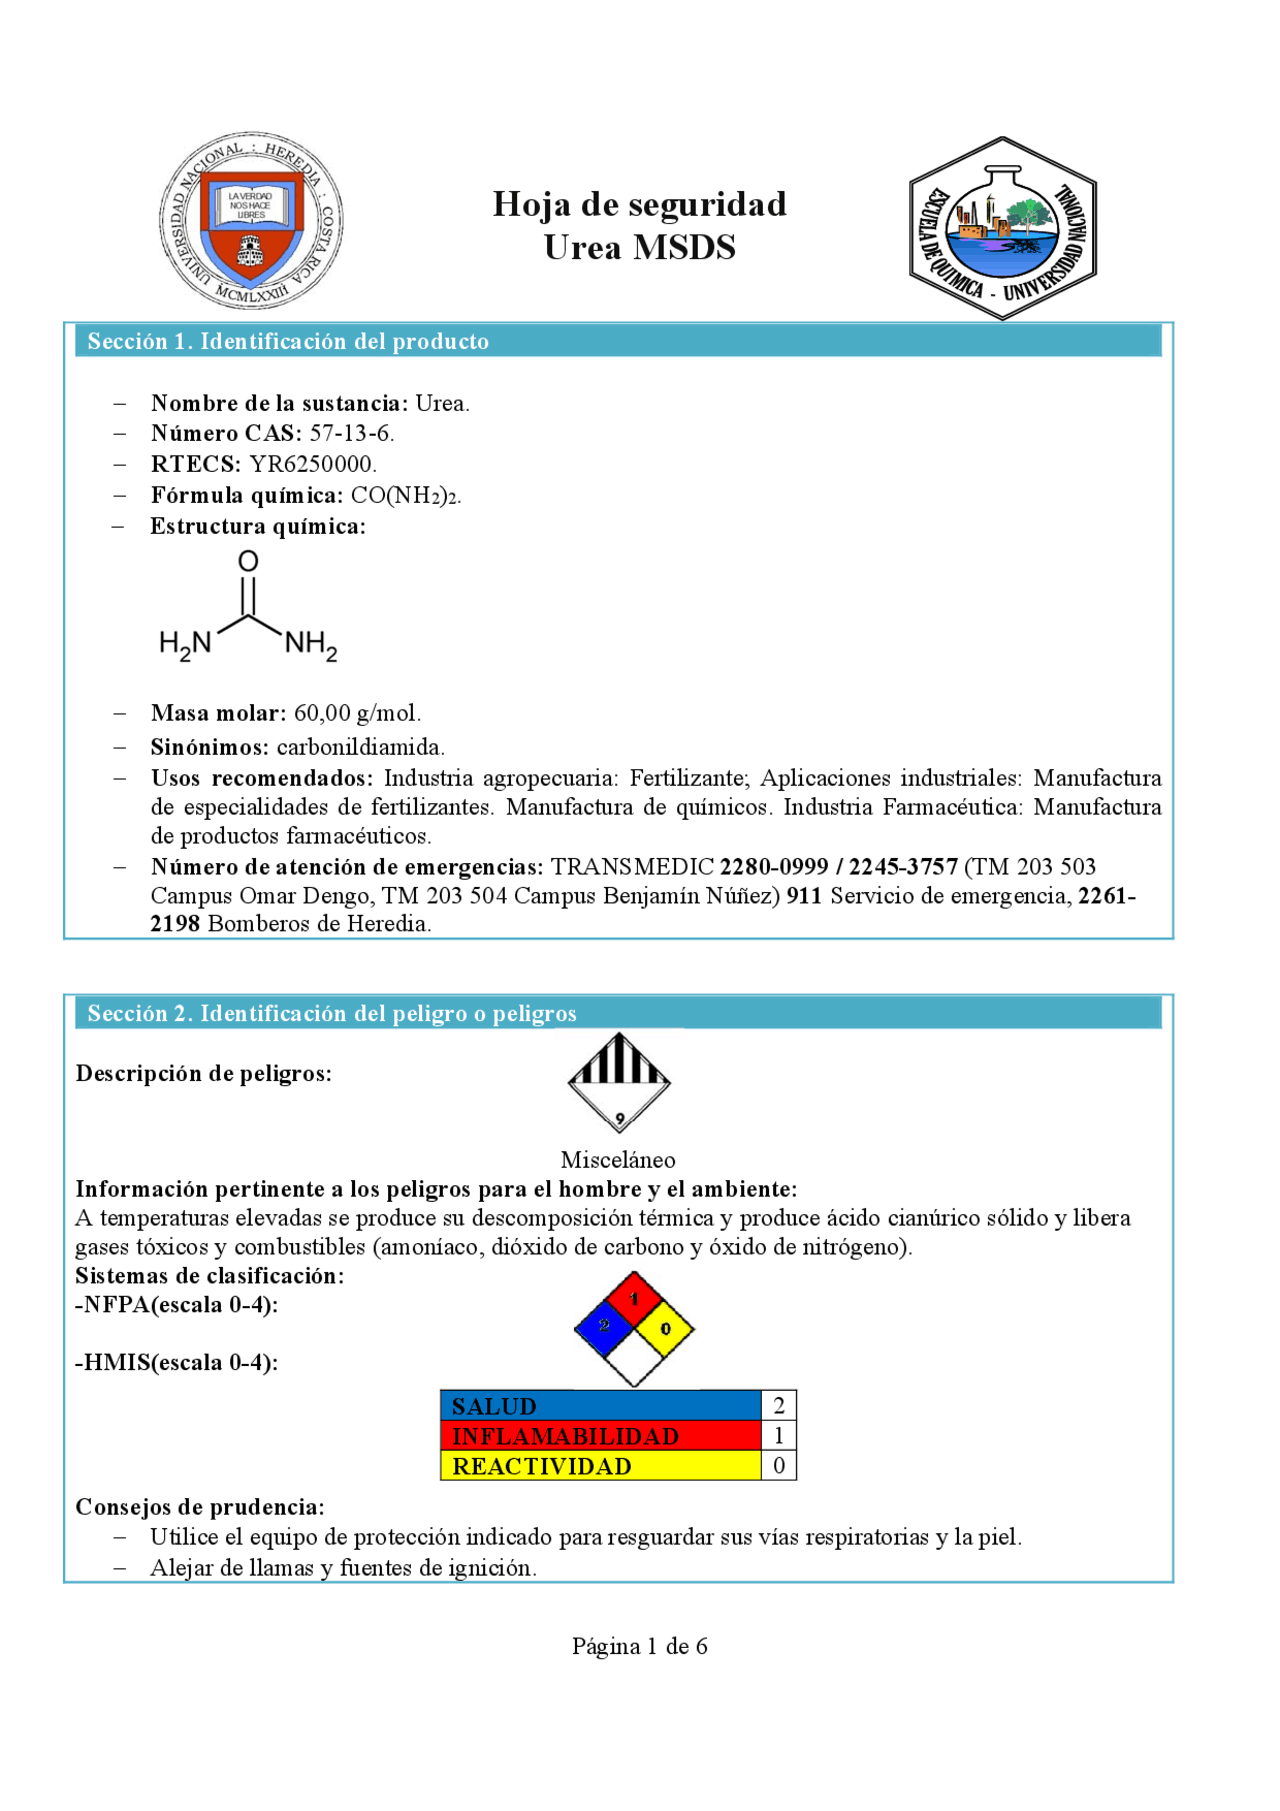 UNIVERSIDAD NACIONAL : HEREDIA : COSTA RICA
MCMLXXIII
LA VERDAD
NOS HACE
LIBRES
Hoja de seguridad
Urea MSDS
ESCUELA DE QUIMICA - UNIVERSIDAD NACIONAL
Sección 1. Identificación del producto
– Nombre de la sustancia: Urea.
– Número CAS: 57-13-6.
– RTECS: YR6250000.
– Fórmula química: CO(NH₂)₂.
– Estructura química:
O
H₂N NH₂
– Masa molar: 60,00 g/mol.
– Sinónimos: carbonildiamida.
– Usos recomendados: Industria agropecuaria: Fertilizante; Aplicaciones industriales: Manufactura
de especialidades de fertilizantes. Manufactura de químicos. Industria Farmacéutica: Manufactura
de productos farmacéuticos.
– Número de atención de emergencias: TRANSMEDIC 2280-0999 / 2245-3757 (TM 203 503
Campus Omar Dengo, TM 203 504 Campus Benjamín Núñez) 911 Servicio de emergencia, 2261-
2198 Bomberos de Heredia.
Sección 2. Identificación del peligro o peligros
Descripción de peligros:
9
Misceláneo
Información pertinente a los peligros para el hombre y el ambiente:
A temperaturas elevadas se produce su descomposición térmica y produce ácido cianúrico sólido y libera
gases tóxicos y combustibles (amoníaco, dióxido de carbono y óxido de nitrógeno).
Sistemas de clasificación:
-NFPA(escala 0-4):
1
2 0
-HMIS(escala 0-4):
SALUD 2
INFLAMABILIDAD 1
REACTIVIDAD 0
Consejos de prudencia:
– Utilice el equipo de protección indicado para resguardar sus vías respiratorias y la piel.
– Alejar de llamas y fuentes de ignición.
Página 1 de 6